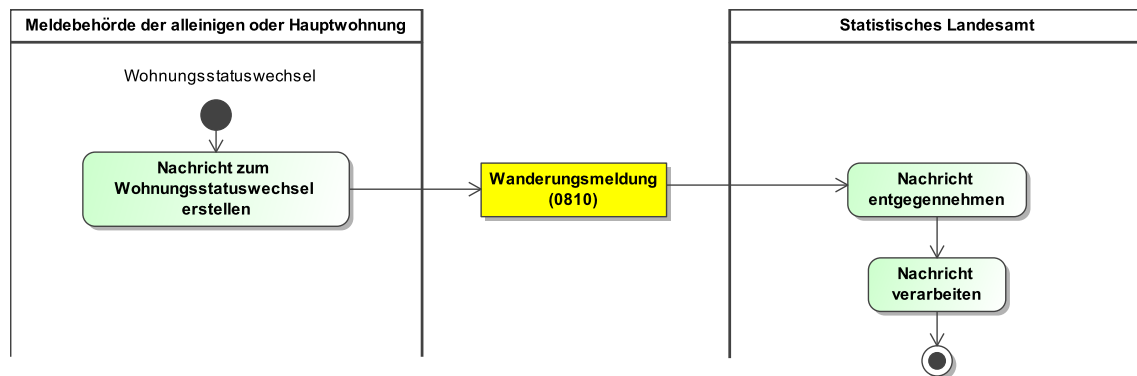 Meldebehörde der alleinigen oder Hauptwohnung
Statistisches Landesamt
Wohnungsstatuswechsel
Nachricht zum
Wohnungsstatuswechsel
erstellen
Wanderungsmeldung
(0810)
Nachricht
entgegennehmen
Nachricht
verarbeiten